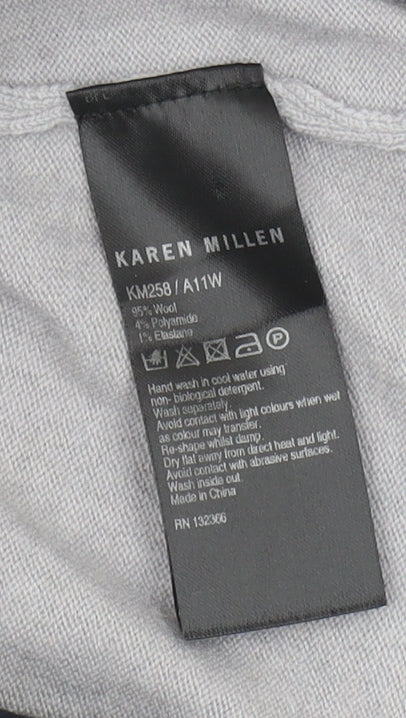 KAREN MILLEN
KM258 / A11W
95% Wool
4% Polyamide
1% Elastane
P
Hand wash in cool water using
non- biological detergent.
Wash separately.
Avoid contact with light colours when wet
as colour may transfer.
Re-shape whilst damp.
Dry flat away from direct heat and light.
Avoid contact with abrasive surfaces.
Wash inside out.
Made in China
RN 132366